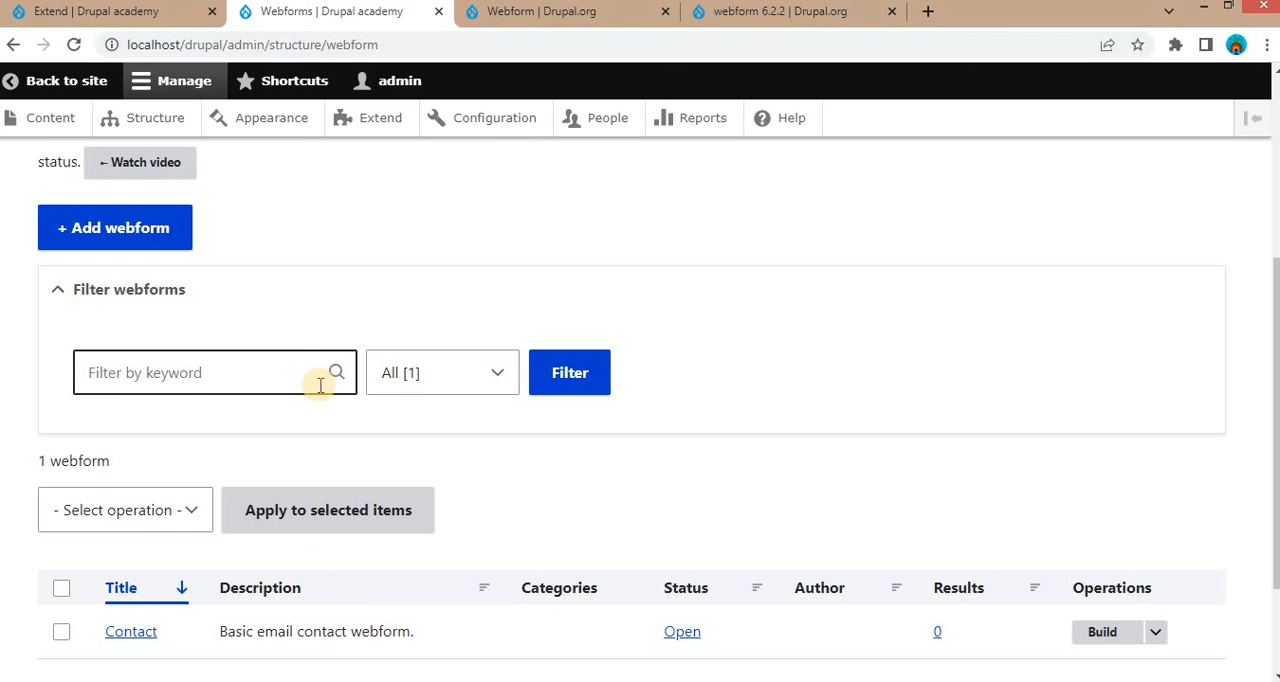 Extend | Drupal academy
Webforms | Drupal academy
Webform | Drupal.org
webform 6.2.2 | Drupal.org
localhost/drupal/admin/structure/webform
Back to site
Manage
Shortcuts
admin
Content
Structure
Appearance
Extend
Configuration
People
Reports
Help
status.
Watch video
+ Add webform
Filter webforms
Filter by keyword
All [1]
Filter
1 webform
- Select operation -
Apply to selected items
Title
Description
Categories
Status
Author
Results
Operations
Contact
Basic email contact webform.
Open
0
Build